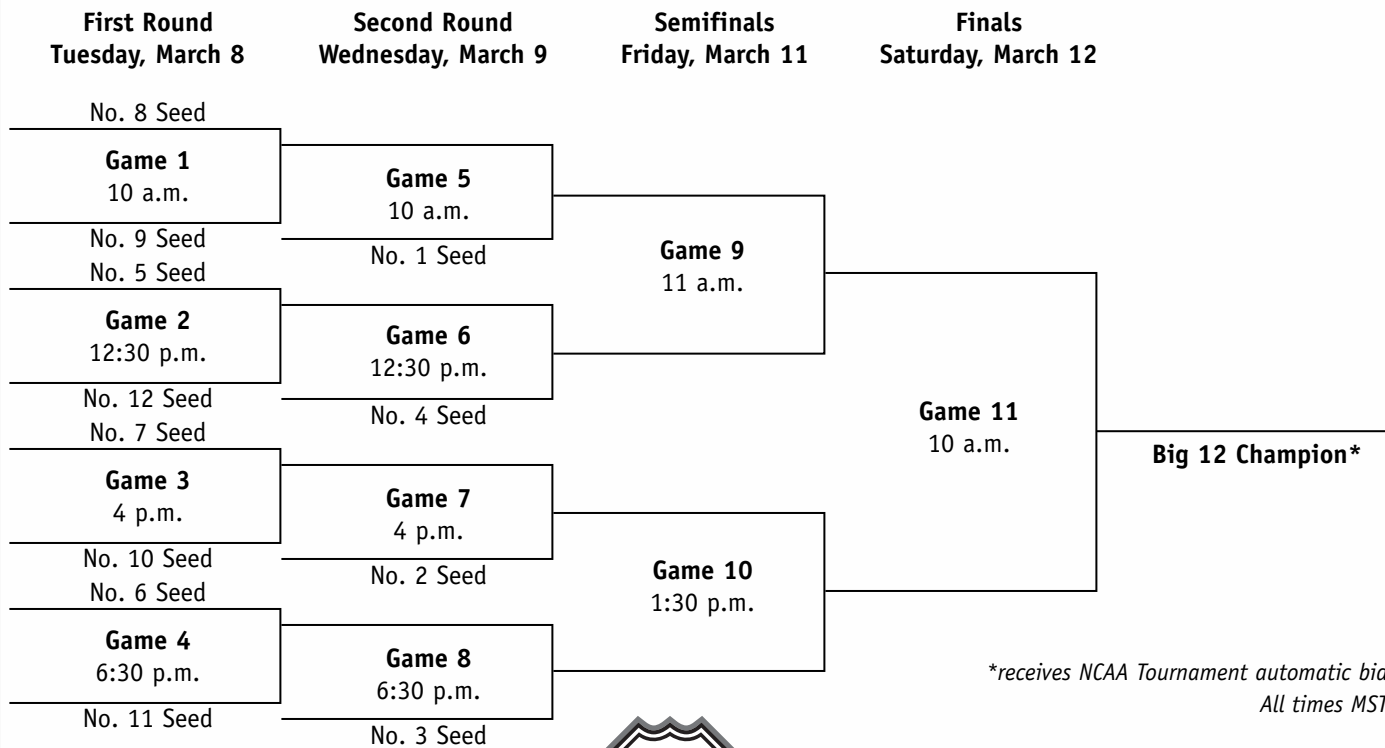 First Round
Tuesday, March 8
Second Round
Wednesday, March 9
Semifinals
Friday, March 11
Finals
Saturday, March 12
No. 8 Seed
Game 1
10 a.m.
No. 9 Seed
No. 5 Seed
Game 2
12:30 p.m.
No. 12 Seed
No. 7 Seed
Game 3
4 p.m.
No. 10 Seed
No. 6 Seed
Game 4
6:30 p.m.
No. 11 Seed
Game 5
10 a.m.
No. 1 Seed
Game 6
12:30 p.m.
No. 4 Seed
Game 7
4 p.m.
No. 2 Seed
Game 8
6:30 p.m.
No. 3 Seed
Game 9
11 a.m.
Game 10
1:30 p.m.
Game 11
10 a.m.
Big 12 Champion*
*receives NCAA Tournament automatic bid
All times MST